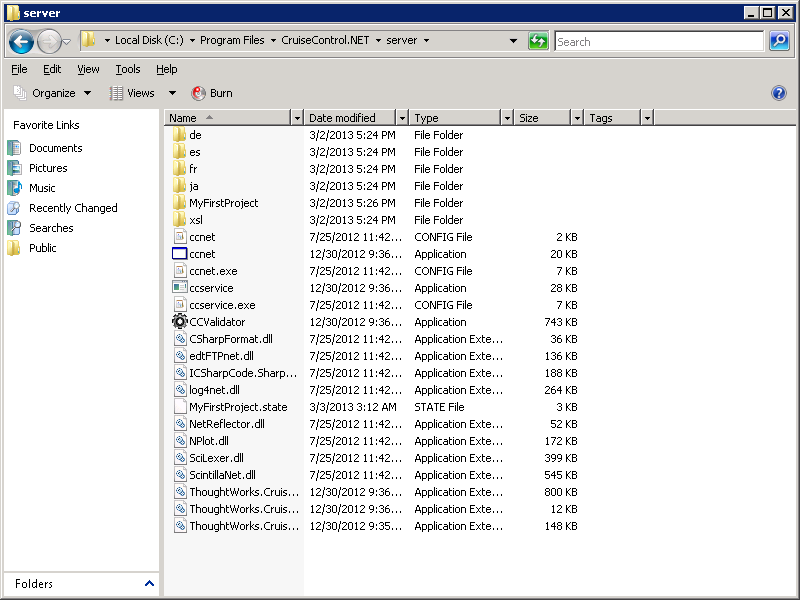 server
Local Disk (C:) Program Files CruiseControl.NET server Search
File Edit View Tools Help
Organize Views Burn
Favorite Links
Documents
Pictures
Music
Recently Changed
Searches
Public
Folders
Name Date modified Type Size Tags
de 3/2/2013 5:24 PM File Folder
es 3/2/2013 5:24 PM File Folder
fr 3/2/2013 5:24 PM File Folder
ja 3/2/2013 5:24 PM File Folder
MyFirstProject 3/2/2013 5:26 PM File Folder
xsl 3/2/2013 5:24 PM File Folder
ccnet 7/25/2012 11:42... CONFIG File 2 KB
ccnet 12/30/2012 9:36... Application 20 KB
ccnet.exe 7/25/2012 11:42... CONFIG File 7 KB
ccservice 12/30/2012 9:36... Application 28 KB
ccservice.exe 7/25/2012 11:42... CONFIG File 7 KB
CCValidator 12/30/2012 9:36... Application 743 KB
CSharpFormat.dll 7/25/2012 11:42... Application Exte... 36 KB
edtFTPnet.dll 7/25/2012 11:42... Application Exte... 136 KB
ICSharpCode.Sharp... 7/25/2012 11:42... Application Exte... 188 KB
log4net.dll 7/25/2012 11:42... Application Exte... 264 KB
MyFirstProject.state 3/3/2013 3:12 AM STATE File 3 KB
NetReflector.dll 7/25/2012 11:42... Application Exte... 52 KB
NPlot.dll 7/25/2012 11:42... Application Exte... 172 KB
SciLexer.dll 7/25/2012 11:42... Application Exte... 399 KB
ScintillaNet.dll 7/25/2012 11:42... Application Exte... 545 KB
ThoughtWorks.Cruis... 12/30/2012 9:36... Application Exte... 800 KB
ThoughtWorks.Cruis... 12/30/2012 9:36... Application Exte... 12 KB
ThoughtWorks.Cruis... 12/30/2012 9:35... Application Exte... 148 KB